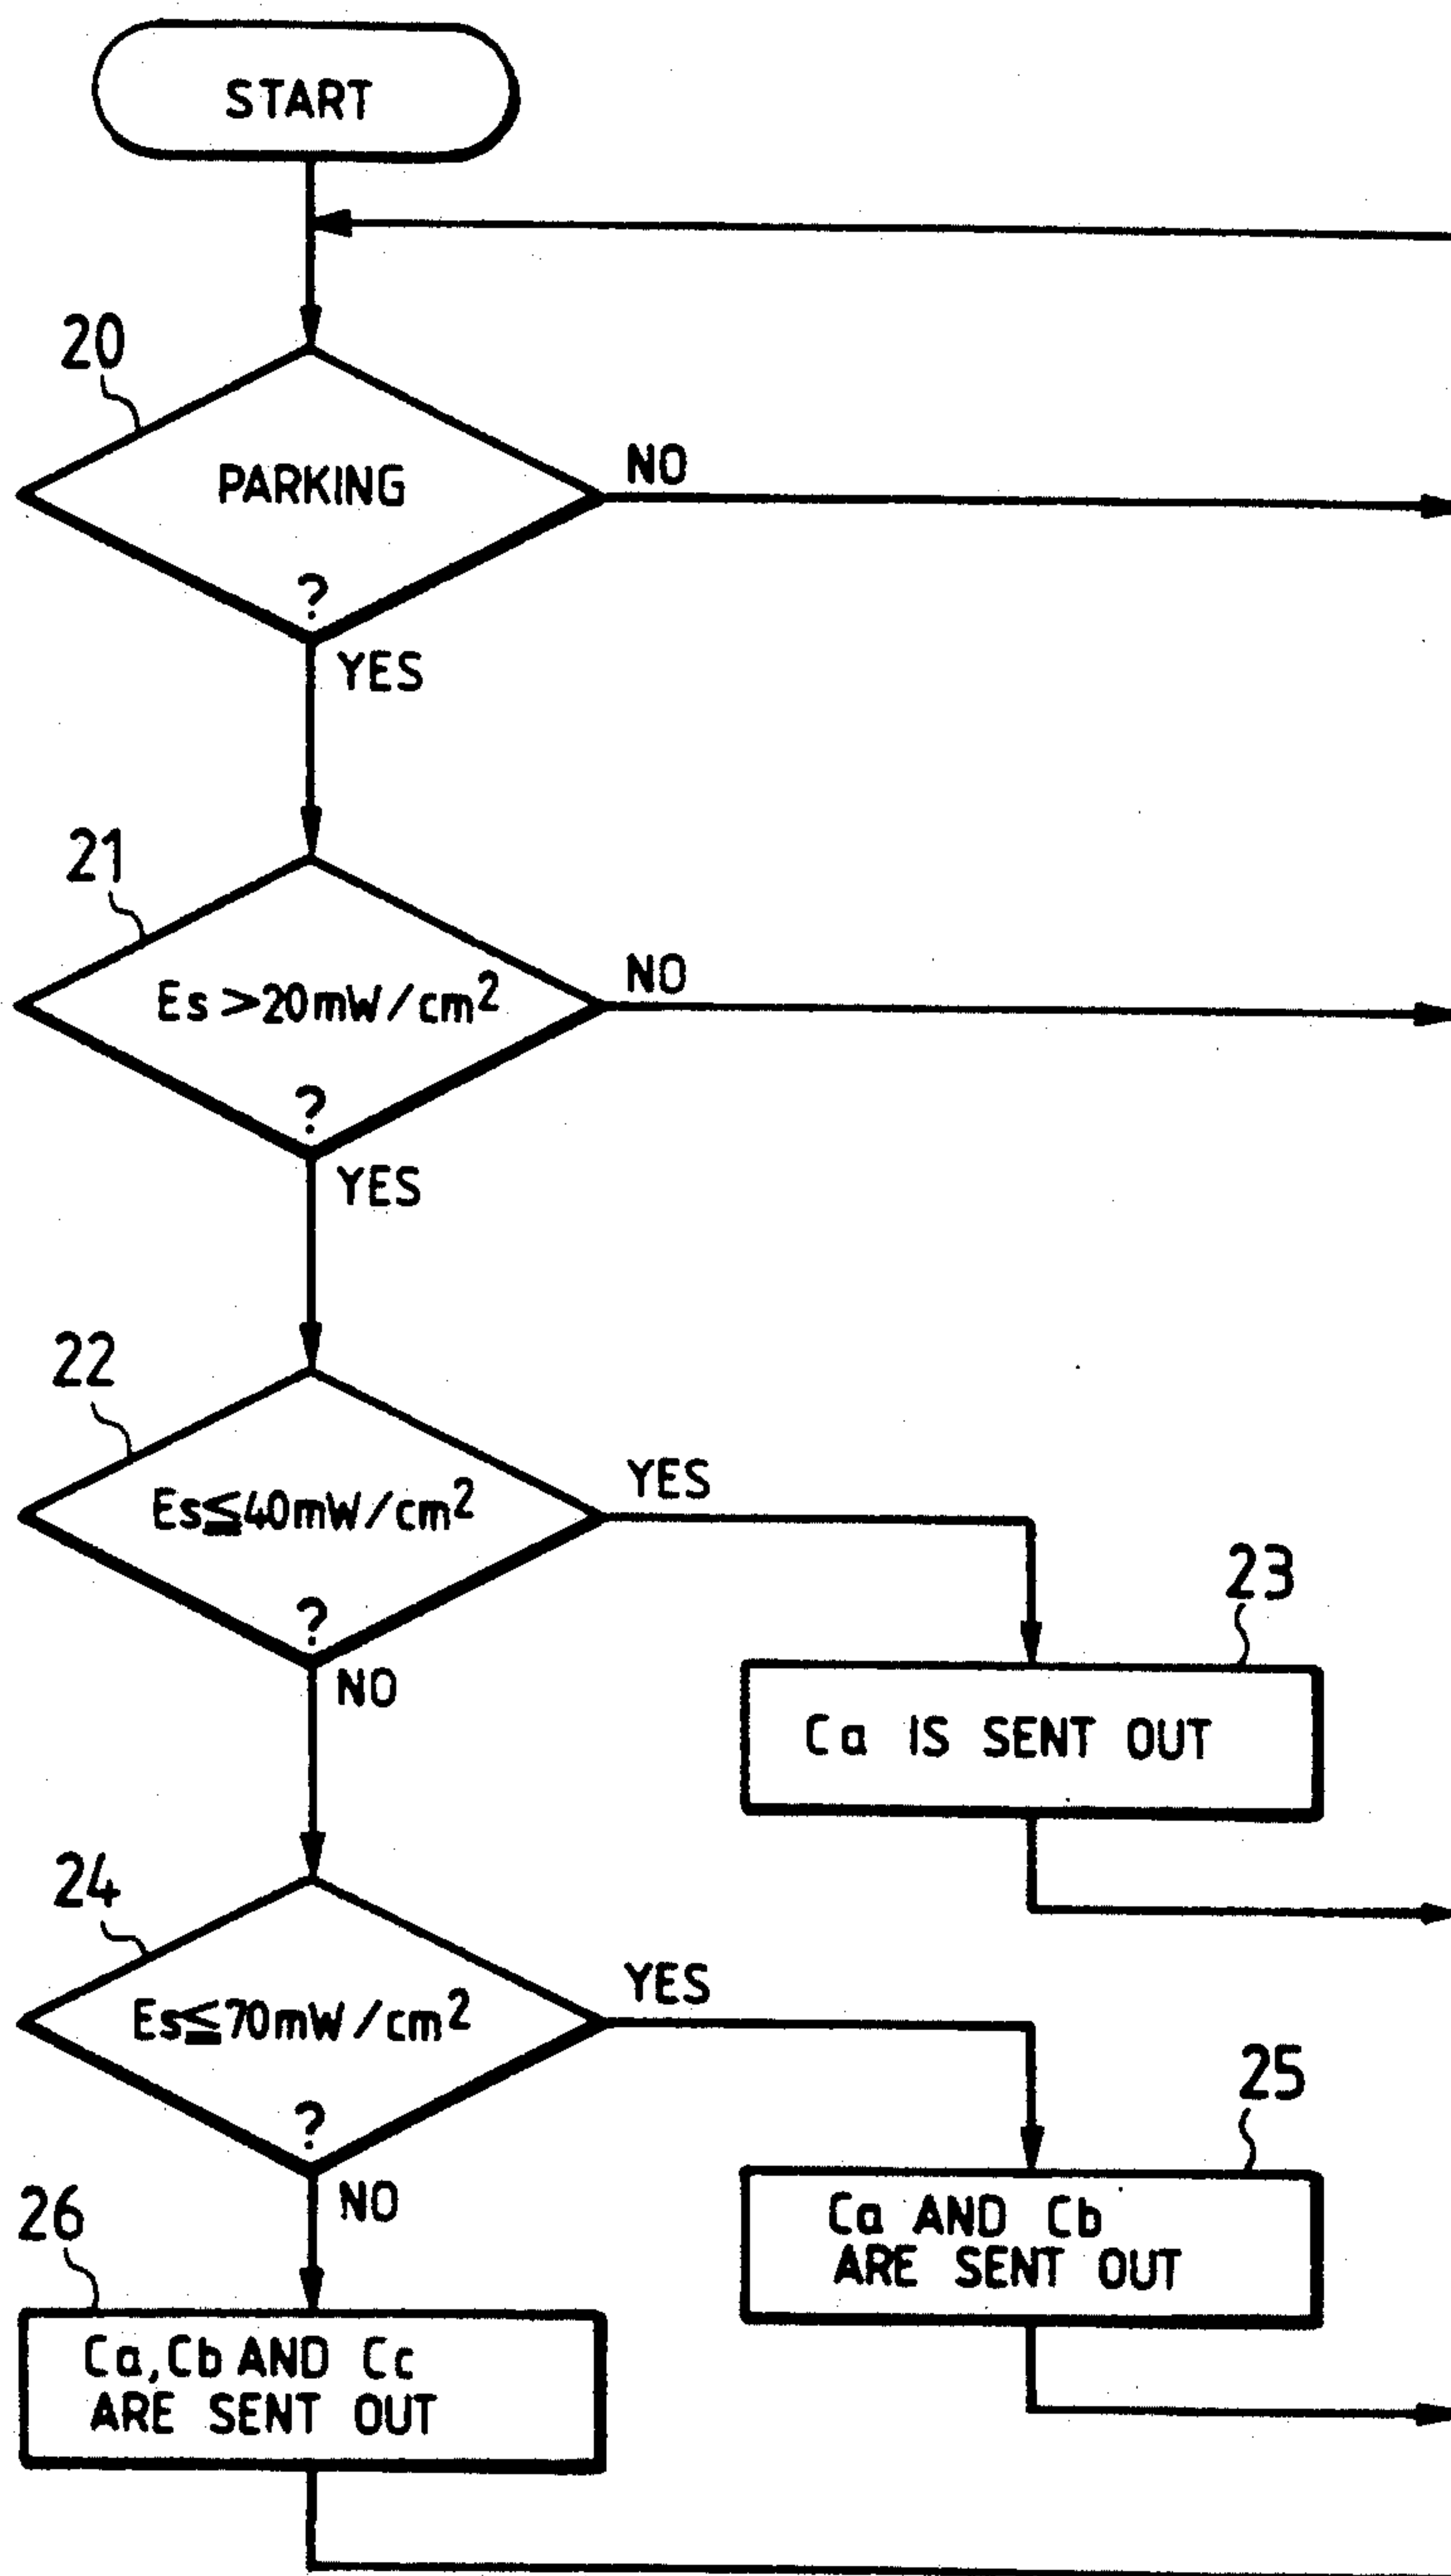 START
20
PARKING
?
NO
YES
21
Es >20mW/cm²
?
NO
YES
22
Es≦40mW/cm²
?
YES
NO
23
Ca IS SENT OUT
24
Es≦70mW/cm²
?
YES
NO
25
Ca AND Cb
ARE SENT OUT
26
Ca,Cb AND Cc
ARE SENT OUT